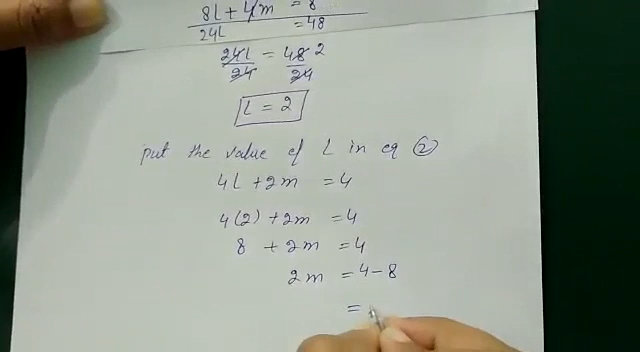 8L + 4m = 8
24L = 48
24L/24 = 48/24 2
L = 2
put the value of L in eq ②
4L + 2m = 4
4(2) + 2m = 4
8 + 2m = 4
2m = 4 - 8
=